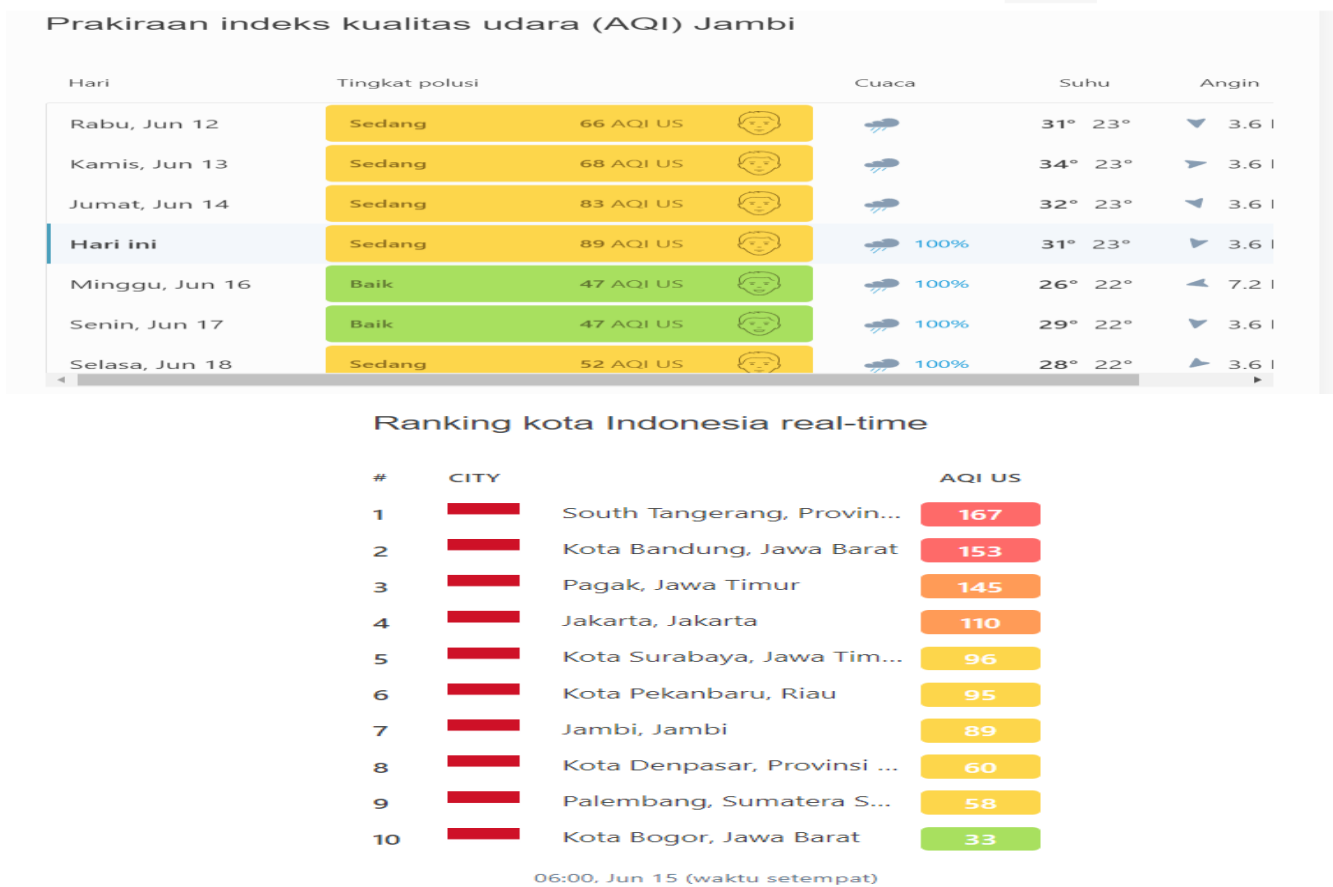 Prakiraan indeks kualitas udara (AQI) Jambi
Hari Tingkat polusi Cuaca Suhu Angin
Rabu, Jun 12 Sedang 66 AQI US 31° 23° 3.6
Kamis, Jun 13 Sedang 68 AQI US 34° 23° 3.6
Jumat, Jun 14 Sedang 83 AQI US 32° 23° 3.6
Hari ini Sedang 89 AQI US 100% 31° 23° 3.6
Minggu, Jun 16 Baik 47 AQI US 100% 26° 22° 7.2
Senin, Jun 17 Baik 47 AQI US 100% 29° 22° 3.6
Selasa, Jun 18 Sedang 52 AQI US 100% 28° 22° 3.6
Ranking kota Indonesia real-time
# CITY AQI US
1 South Tangerang, Provin... 167
2 Kota Bandung, Jawa Barat 153
3 Pagak, Jawa Timur 145
4 Jakarta, Jakarta 110
5 Kota Surabaya, Jawa Tim... 96
6 Kota Pekanbaru, Riau 95
7 Jambi, Jambi 89
8 Kota Denpasar, Provinsi ... 60
9 Palembang, Sumatera S... 58
10 Kota Bogor, Jawa Barat 33
06:00, Jun 15 (waktu setempat)